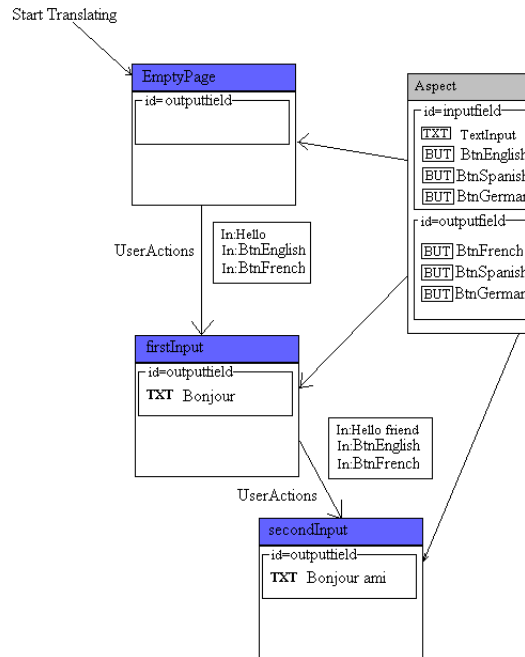 Start Translating
EmptyPage
id=outputfield
Aspect
id=inputfield
TXT TextInput
BUT BtnEnglish
BUT BtnSpanish
BUT BtnGerman
id=outputfield
BUT BtnFrench
BUT BtnSpanish
BUT BtnGerman
UserActions
In:Hello
In:BtnEnglish
In:BtnFrench
firstInput
id=outputfield
TXT Bonjour
In:Hello friend
In:BtnEnglish
In:BtnFrench
UserActions
secondInput
id=outputfield
TXT Bonjour ami